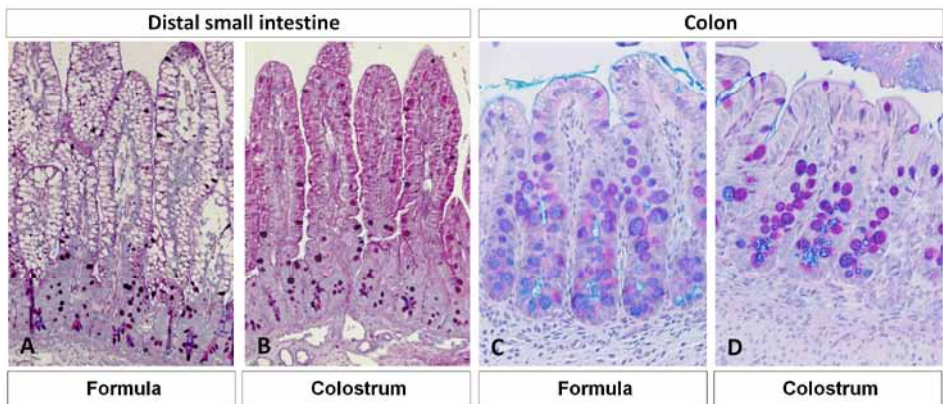 Distal small intestine
Colon
A
B
C
D
Formula
Colostrum
Formula
Colostrum